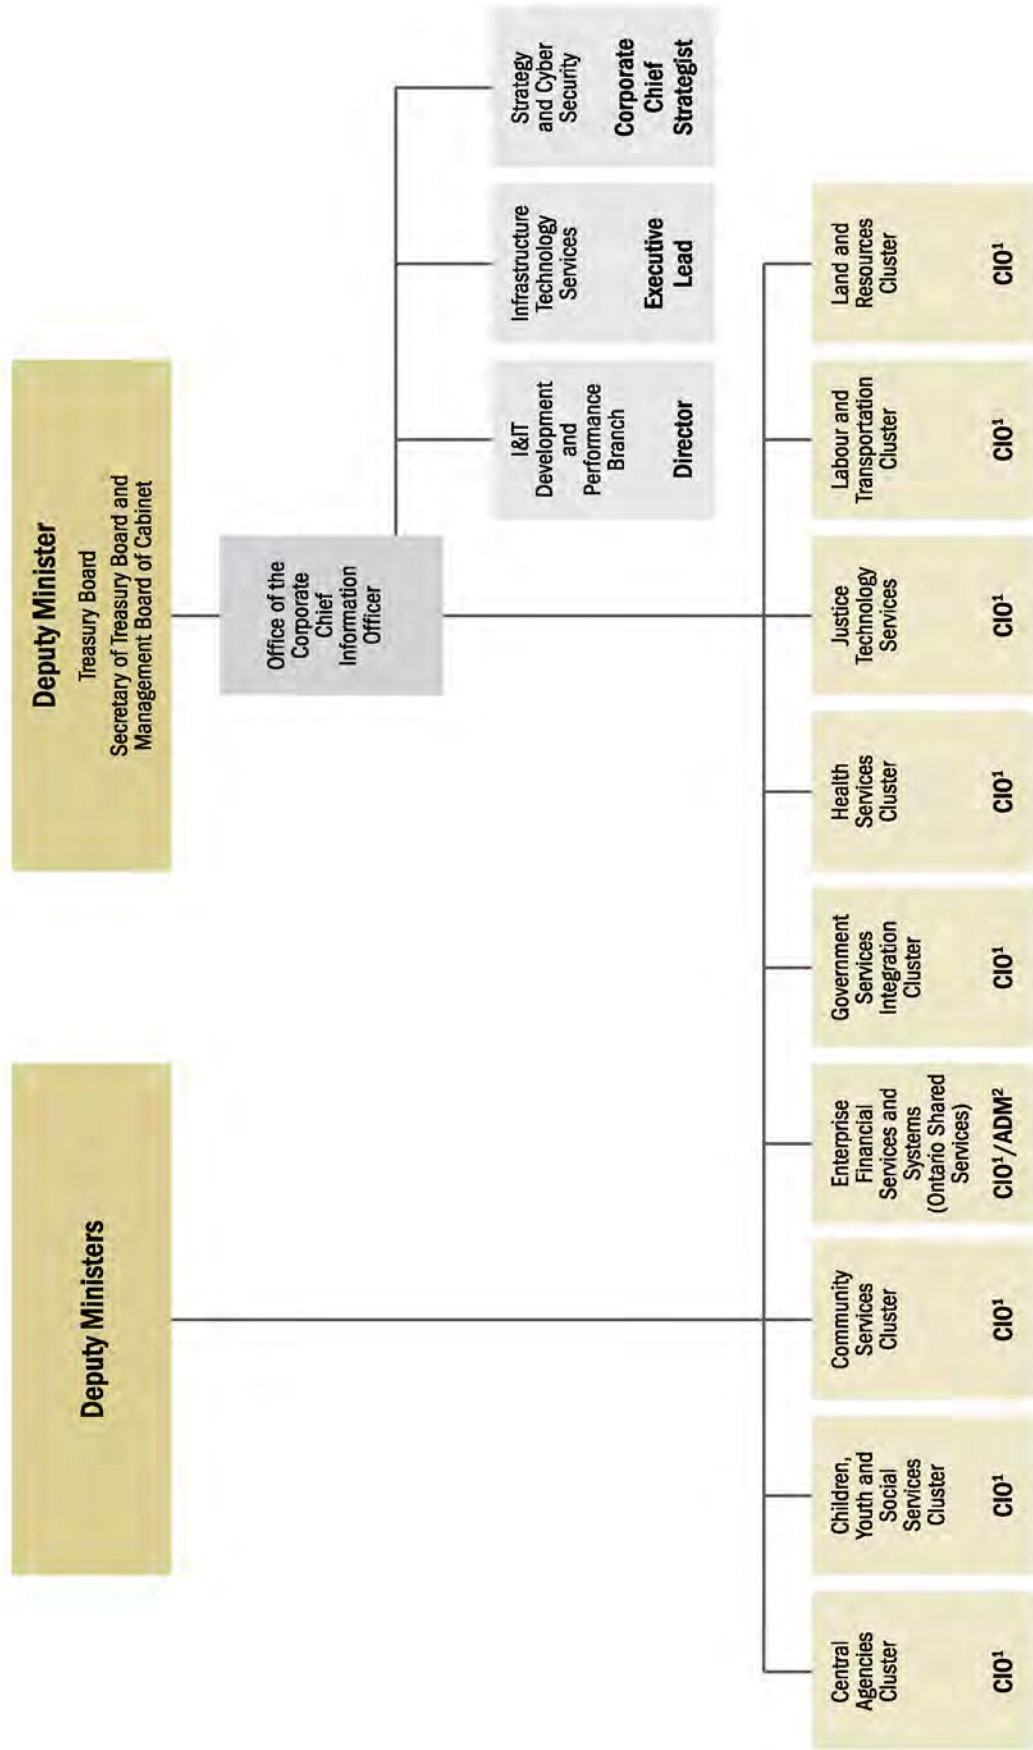 Deputy Ministers
Deputy Minister
Treasury Board
Secretary of Treasury Board and
Management Board of Cabinet
Office of the
Corporate
Chief
Information
Officer
I&IT
Development
and
Performance
Branch
Director
Infrastructure
Technology
Services
Executive
Lead
Strategy
and Cyber
Security
Corporate
Chief
Strategist
Central
Agencies
Cluster
CIO¹
Children,
Youth and
Social
Services
Cluster
CIO¹
Community
Services
Cluster
CIO¹
Enterprise
Financial
Services and
Systems
(Ontario Shared
Services)
CIO¹/ADM²
Government
Services
Integration
Cluster
CIO¹
Health
Services
Cluster
CIO¹
Justice
Technology
Services
CIO¹
Labour and
Transportation
Cluster
CIO¹
Land and
Resources
Cluster
CIO¹